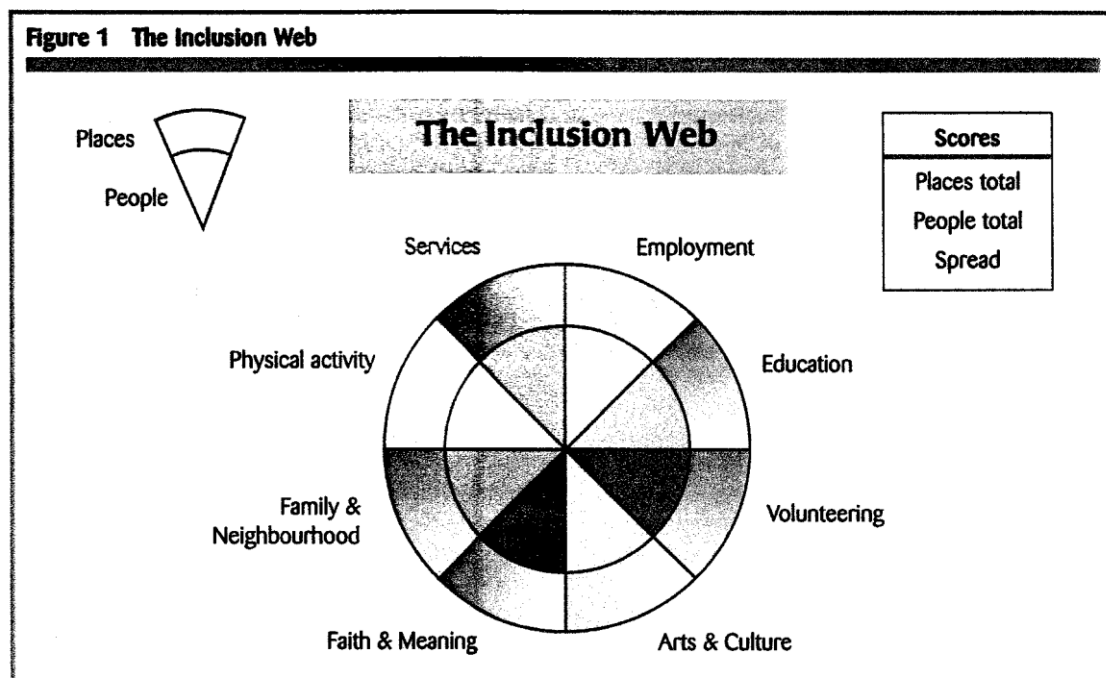 Figure 1 The Inclusion Web
The Inclusion Web
Places
People
Scores
Places total
People total
Spread
Services
Employment
Physical activity
Education
Family &
Neighbourhood
Volunteering
Faith & Meaning
Arts & Culture